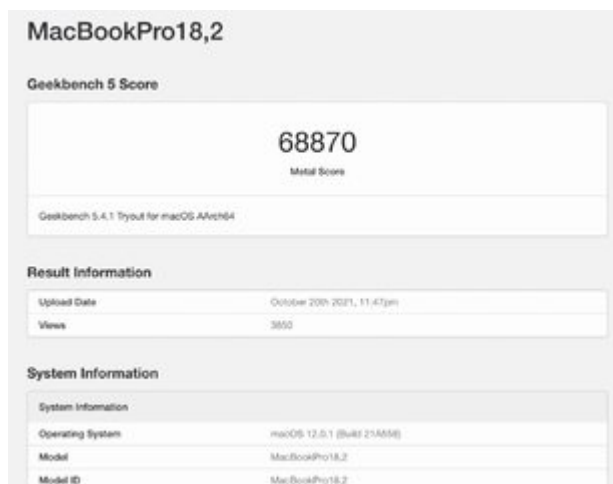 MacBookPro18,2
Geekbench 5 Score
68870
Metal Score
Geekbench 5.4.1 Tryout for macOS AArch64
Result Information
Upload Date October 20th 2021, 11:47pm
Views 3850
System Information
System Information
Operating System macOS 12.0.1 (Build 21A558)
Model MacBookPro18,2
Model ID MacBookPro18,2